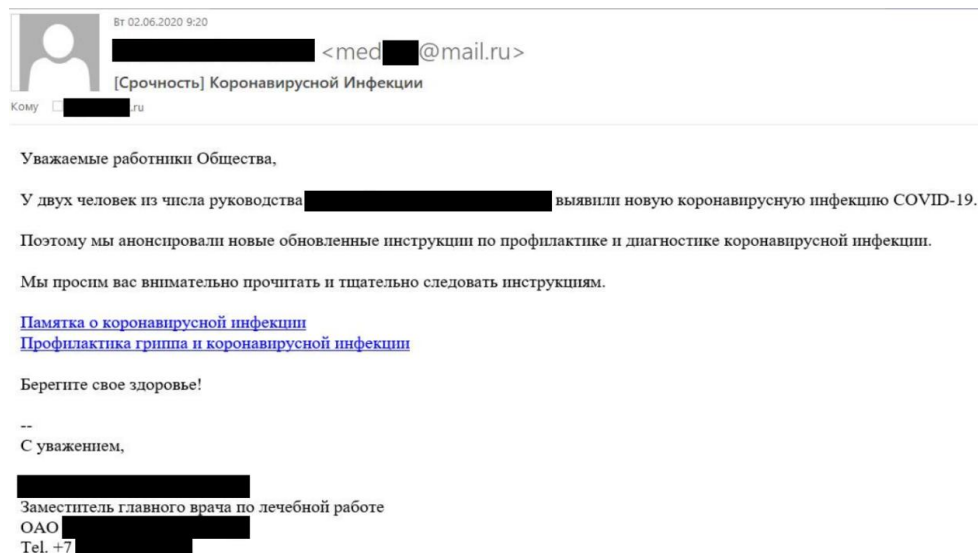 Вт 02.06.2020 9:20
<med @mail.ru>
[Срочность] Коронавирусной Инфекции
Кому .ru
Уважаемые работники Общества,
У двух человек из числа руководства выявили новую коронавирусную инфекцию COVID-19.
Поэтому мы анонсировали новые обновленные инструкции по профилактике и диагностике коронавирусной инфекции.
Мы просим вас внимательно прочитать и тщательно следовать инструкциям.
Памятка о коронавирусной инфекции
Профилактика гриппа и коронавирусной инфекции
Берегите свое здоровье!
--
С уважением,
Заместитель главного врача по лечебной работе
ОАО
Tel. +7